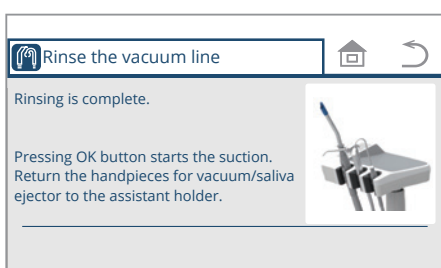 Rinse the vacuum line
Rinsing is complete.
Pressing OK button starts the suction.
Return the handpieces for vacuum/saliva
ejector to the assistant holder.